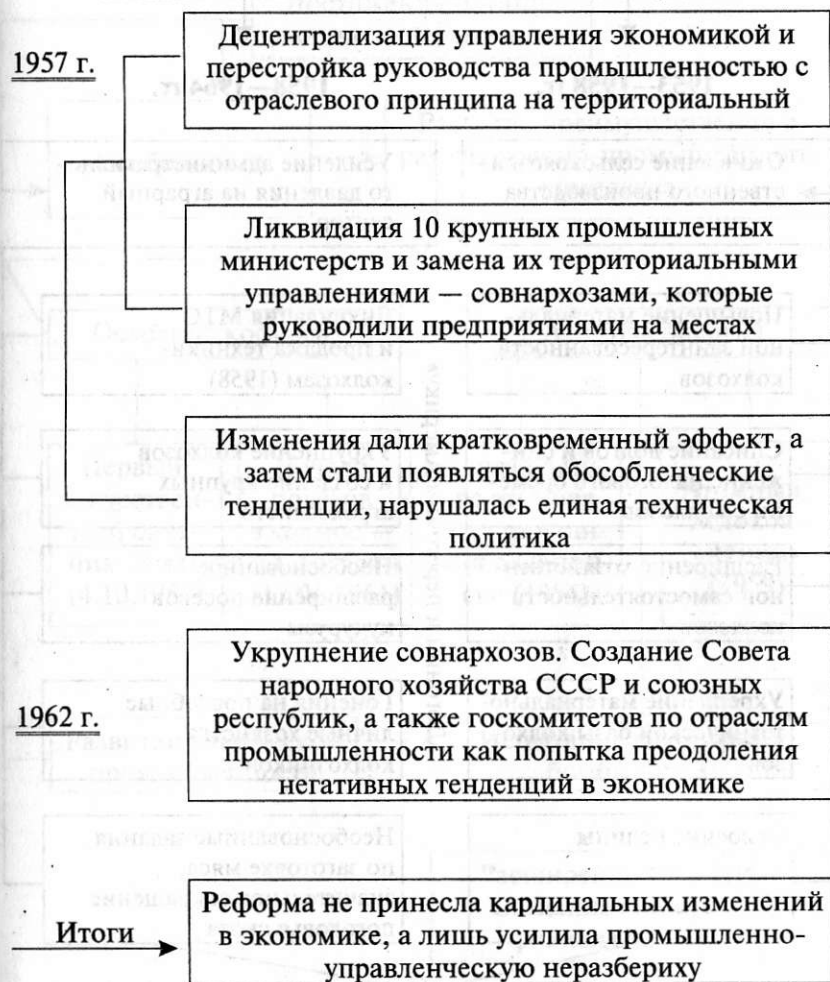 1957 г.
Децентрализация управления экономикой и
перестройка руководства промышленностью с
отраслевого принципа на территориальный
Ликвидация 10 крупных промышленных
министерств и замена их территориальными
управлениями — совнархозами, которые
руководили предприятиями на местах
Изменения дали кратковременный эффект, а
затем стали появляться обособленческие
тенденции, нарушалась единая техническая
политика
1962 г.
Укрупнение совнархозов. Создание Совета
народного хозяйства СССР и союзных
республик, а также госкомитетов по отраслям
промышленности как попытка преодоления
негативных тенденций в экономике
Итоги
Реформа не принесла кардинальных изменений
в экономике, а лишь усилила промышленно-
управленческую неразбериху